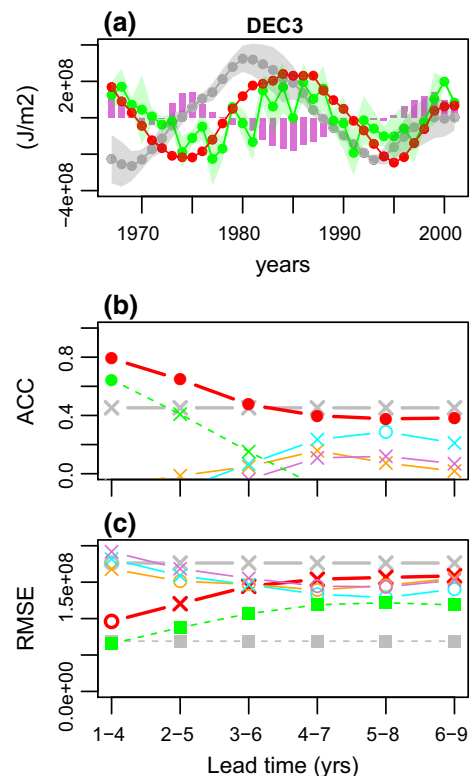 (a)
DEC3
(J/m2)
2e+08
−4e+08
1970
1980
1990
2000
years
(b)
ACC
0.8
0.4
0.0
(c)
RMSE
1.5e+08
0.0e+00
1−4
2−5
3−6
4−7
5−8
6−9
Lead time (yrs)